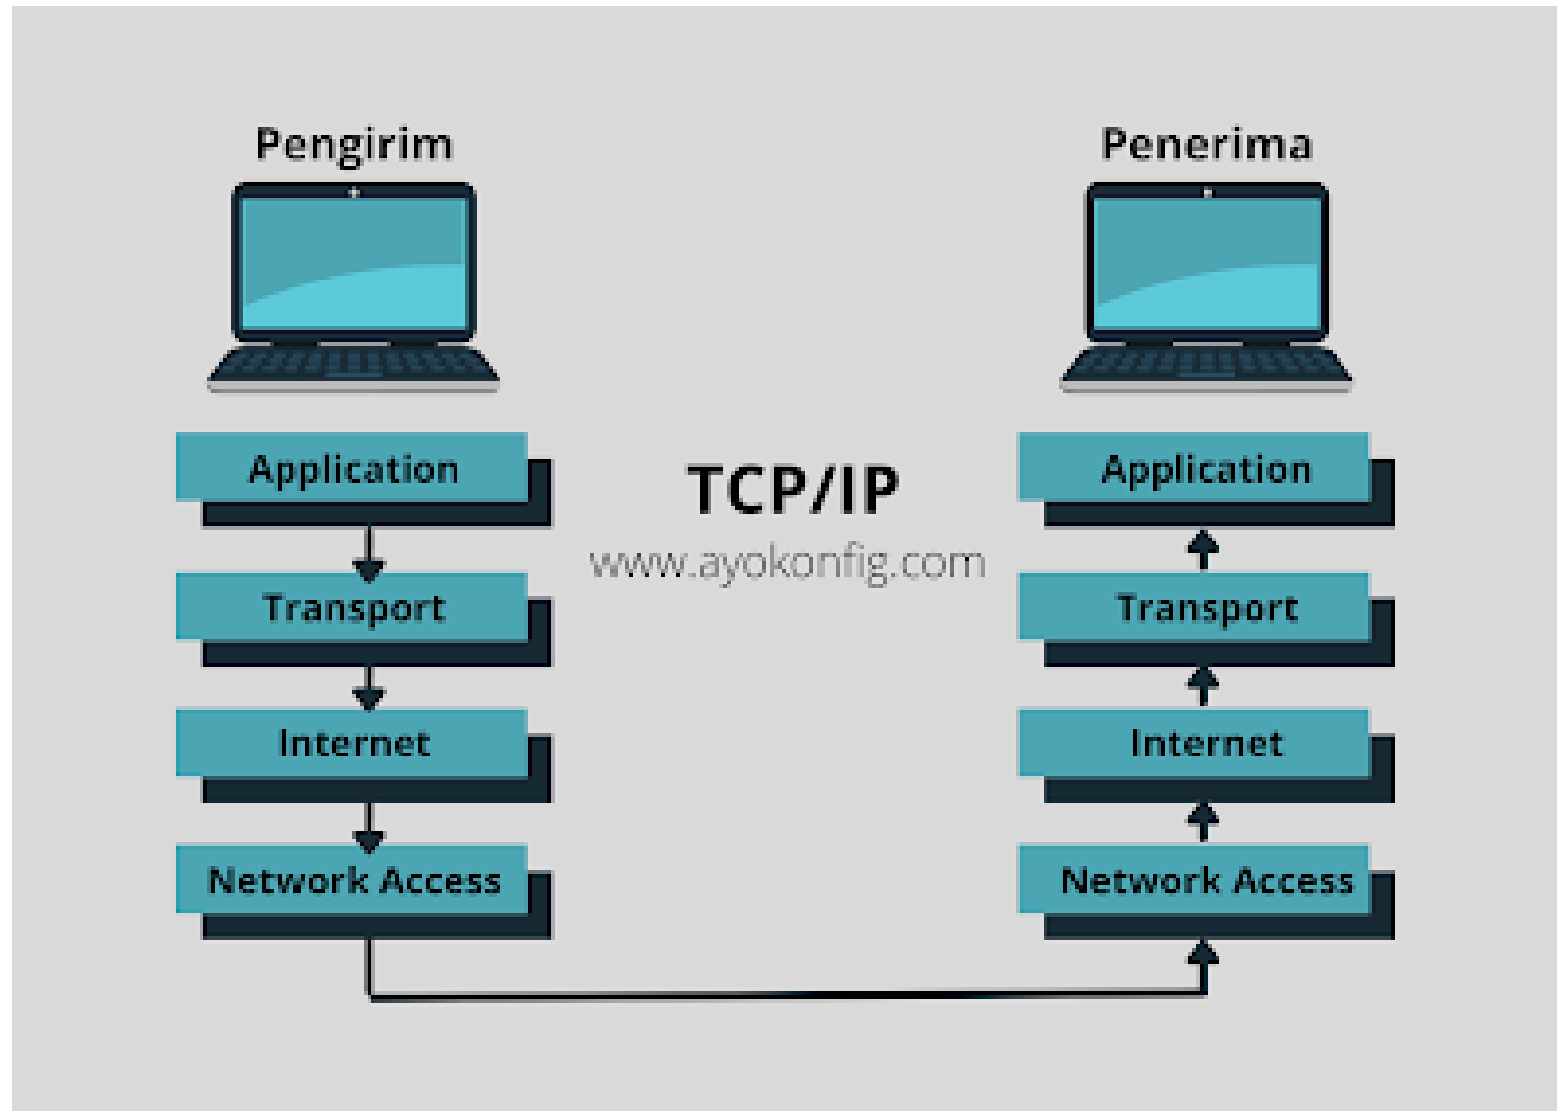 Pengirim
Penerima
Application
Transport
Internet
Network Access
TCP/IP
www.ayokonfig.com
Application
Transport
Internet
Network Access